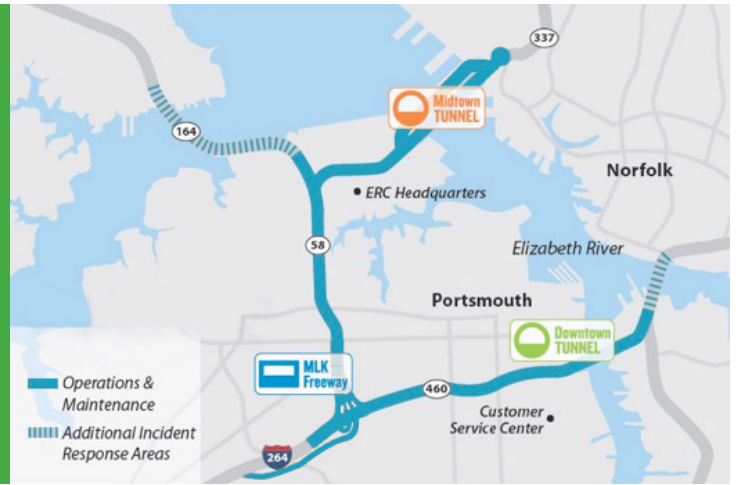 337
Midtown
TUNNEL
164
Norfolk
ERC Headquarters
58
Elizabeth River
Portsmouth
Downtown
TUNNEL
MLK
Freeway
460
Operations &
Maintenance
Customer
Service Center
Additional Incident
Response Areas
264